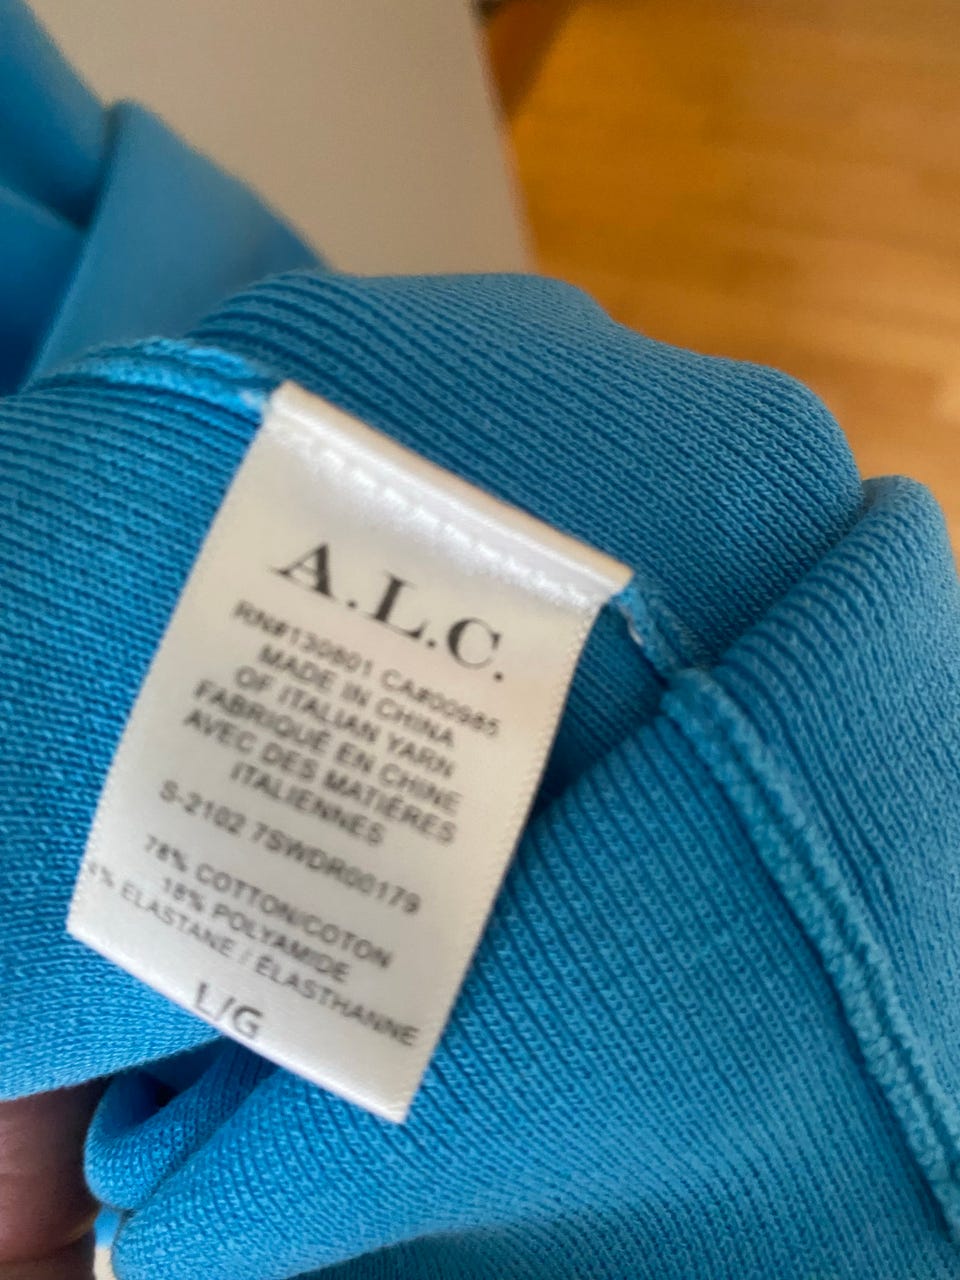 A.L.C.
RN#130801 CA#00985
MADE IN CHINA
OF ITALIAN YARN
FABRIQUÉ EN CHINE
AVEC DES MATIÈRES
ITALIENNES
S-2102 7SWDR00179
78% COTTON/COTON
18% POLYAMIDE
4% ELASTANE / ÉLASTHANNE
L/G